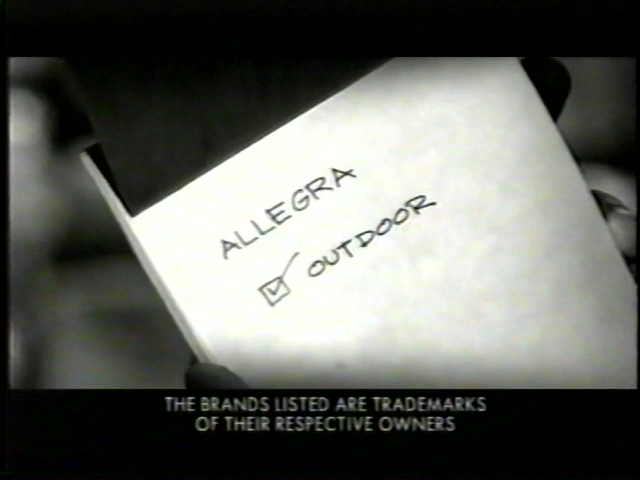 ALLEGRA
OUTDOOR
THE BRANDS LISTED ARE TRADEMARKS
OF THEIR RESPECTIVE OWNERS